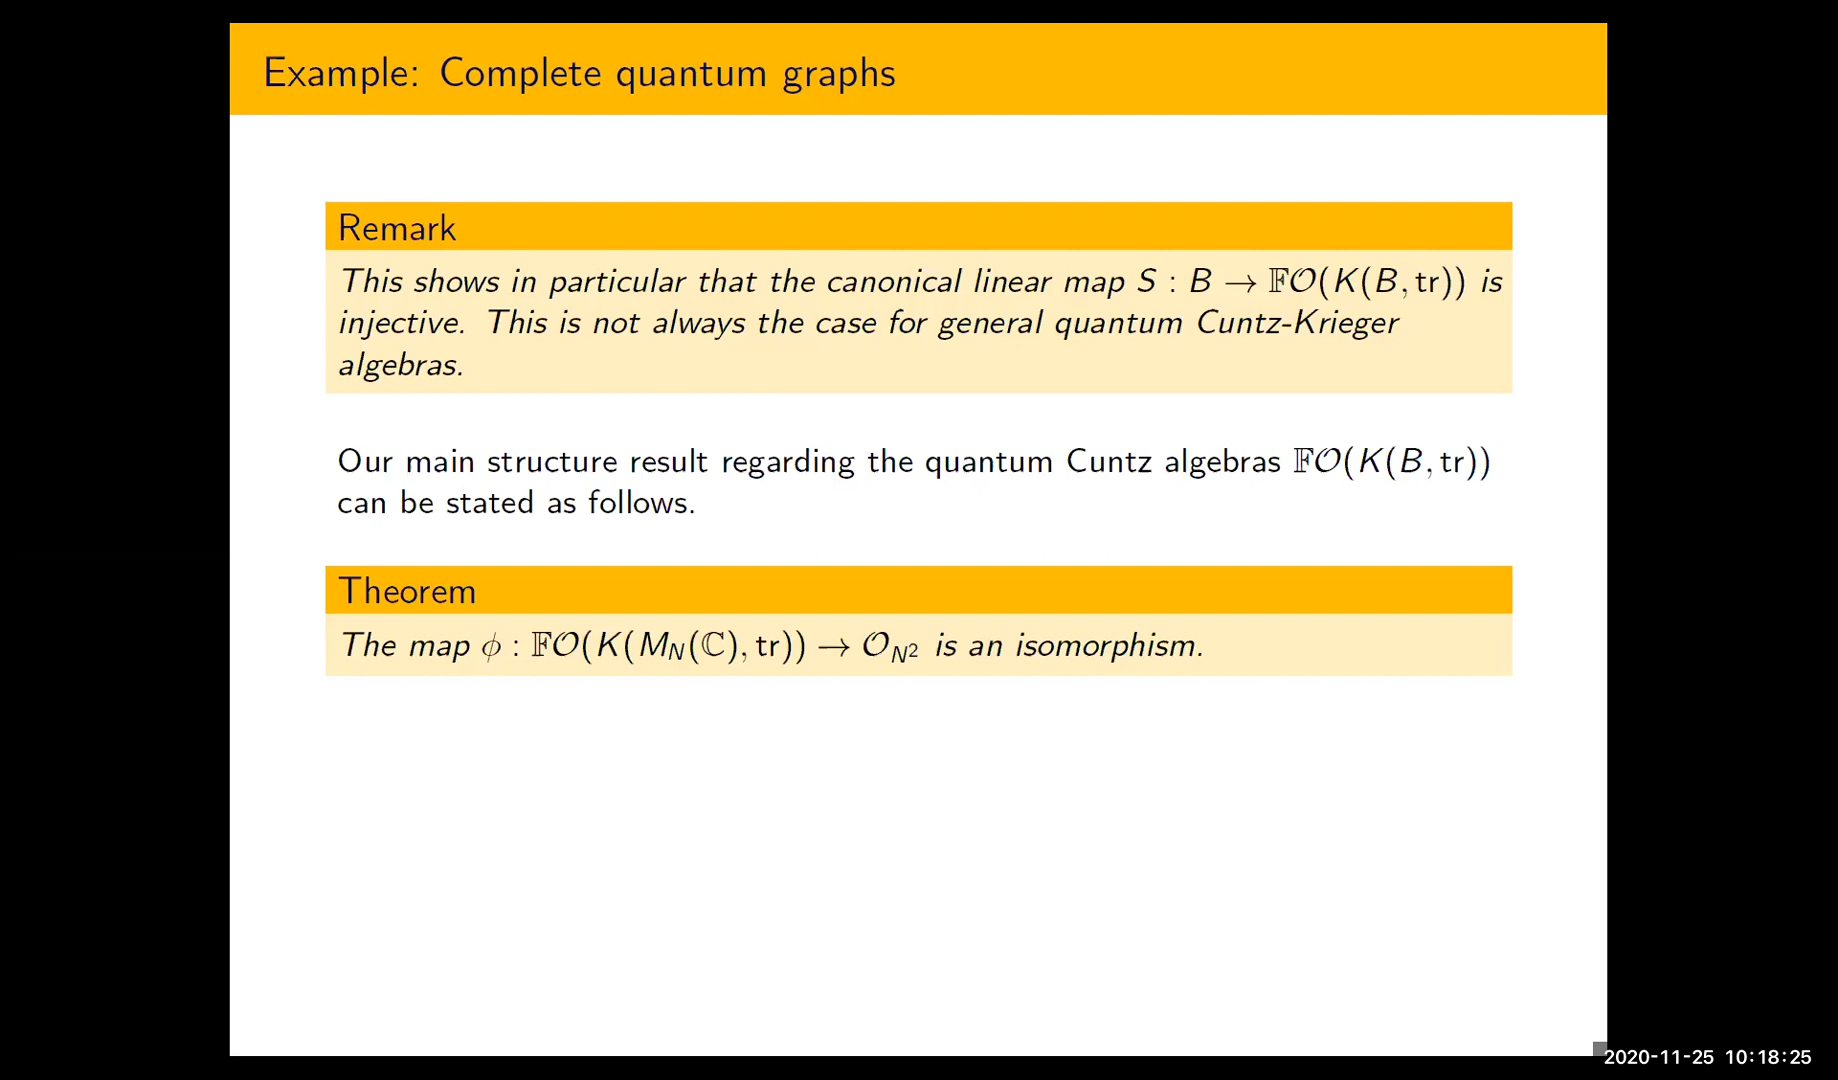 Example: Complete quantum graphs
Remark
This shows in particular that the canonical linear map S : B → 𝔽𝒪(K(B, tr)) is
injective. This is not always the case for general quantum Cuntz-Krieger
algebras.
Our main structure result regarding the quantum Cuntz algebras 𝔽𝒪(K(B, tr))
can be stated as follows.
Theorem
The map ϕ : 𝔽𝒪(K(M_N(ℂ), tr)) → 𝒪_{N²} is an isomorphism.
2020-11-25 10:18:25